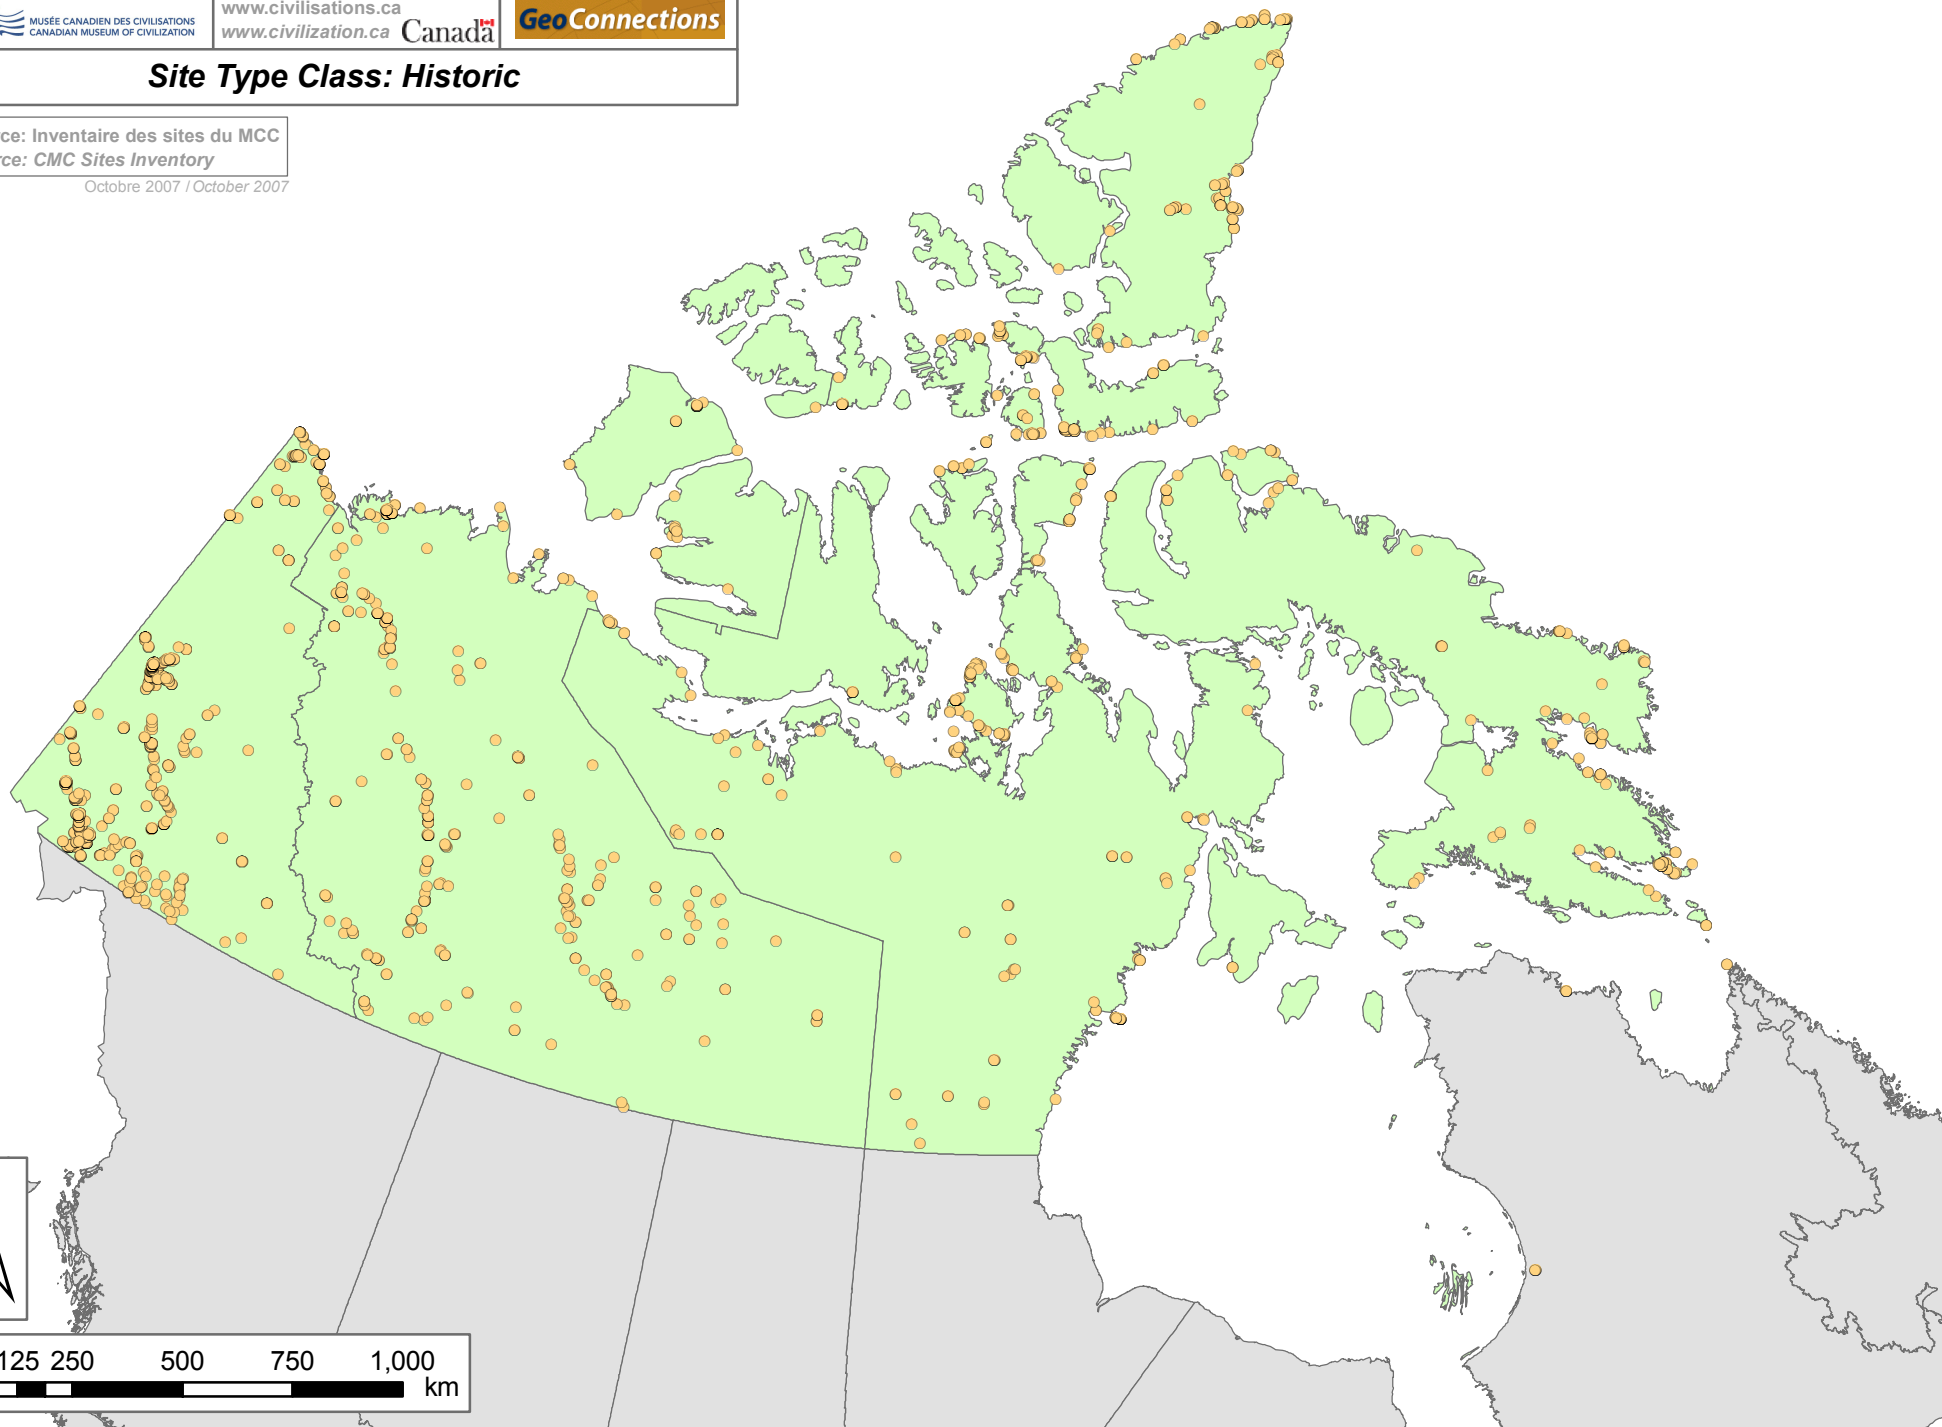 MUSÉE CANADIEN DES CIVILISATIONS
CANADIAN MUSEUM OF CIVILIZATION
www.civilisations.ca
www.civilization.ca
Canada
GeoConnections
Site Type Class: Historic
rce: Inventaire des sites du MCC
rce: CMC Sites Inventory
Octobre 2007 / October 2007
125 250 500 750 1,000
km